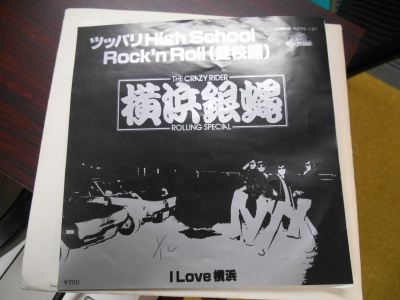 ツッパリHigh School
Rock'n Roll(登校編)
THE CRAZY RIDER
横浜銀蝿
ROLLING SPECIAL
¥700
I Love 横浜